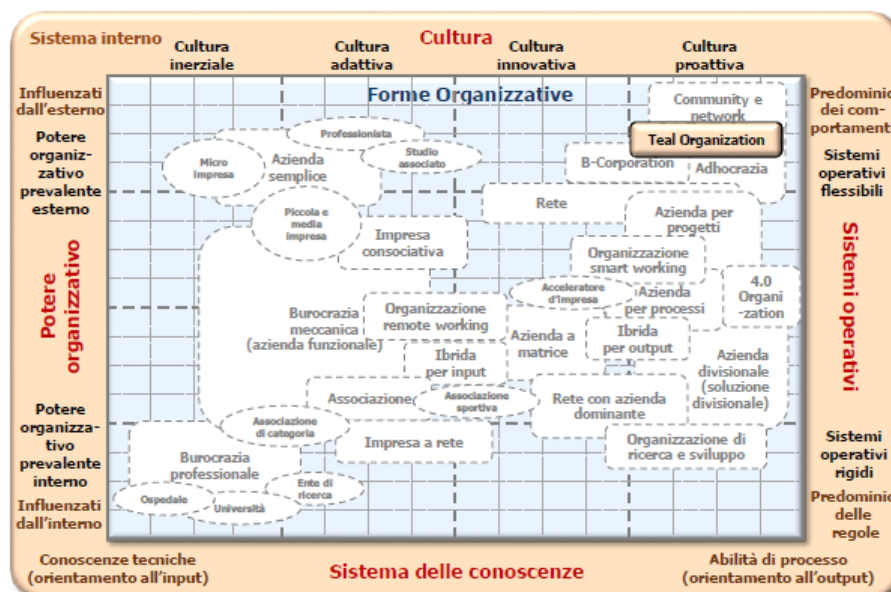 Sistema interno
Cultura
Cultura
inerziale
Cultura
adattiva
Cultura
innovativa
Cultura
proattiva
Influenzati
dall'esterno
Potere
organiz-
zativo
prevalente
esterno
Potere
organizzativo
Potere
organizza-
tivo
prevalente
interno
Influenzati
dall'interno
Forme Organizzative
Community e
network
Teal Organization
Professionista
Micro
impresa
Azienda
semplice
Studio
associato
B-Corporation
Adhocrazia
Rete
Piccola e
media
impresa
Impresa
consociativa
Azienda per
progetti
Organizzazione
smart working
Acceleratore
d'impresa
Azienda
per processi
4.0
Organi
-zation
Burocrazia
meccanica
(azienda funzionale)
Organizzazione
remote working
Azienda a
matrice
Ibrida
per output
Ibrida
per input
Azienda
divisionale
(soluzione
divisionale)
Associazione
Associazione
sportiva
Rete con azienda
dominante
Associazione
di categoria
Impresa a rete
Organizzazione di
ricerca e sviluppo
Burocrazia
professionale
Ente di
ricerca
Ospedale
Università
Predominio
dei com-
portamenti
Sistemi
operativi
flessibili
Sistemi operativi
Sistemi
operativi
rigidi
Predominio
delle
regole
Conoscenze tecniche
(orientamento all'input)
Sistema delle conoscenze
Abilità di processo
(orientamento all'output)